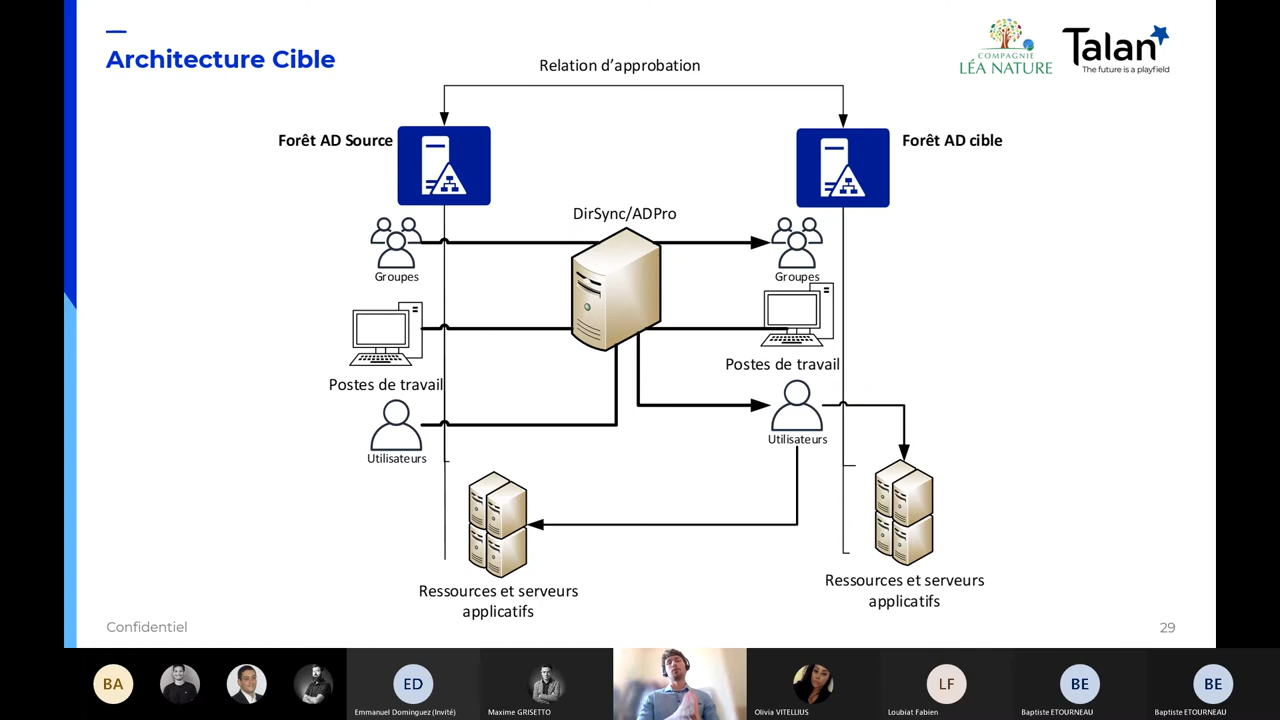 Architecture Cible
COMPAGNIE
LÉA NATURE
Talan
The future is a playfield
Relation d'approbation
Forêt AD Source
Forêt AD cible
DirSync/ADPro
Groupes
Groupes
Postes de travail
Postes de travail
Utilisateurs
Utilisateurs
Ressources et serveurs
applicatifs
Ressources et serveurs
applicatifs
Confidentiel
29
BA
ED
LF
BE
BE
Emmanuel Dominguez (Invité)
Maxime GRISETTO
Olivia VITELLIUS
Loubiat Fabien
Baptiste ETOURNEAU
Baptiste ETOURNEAU